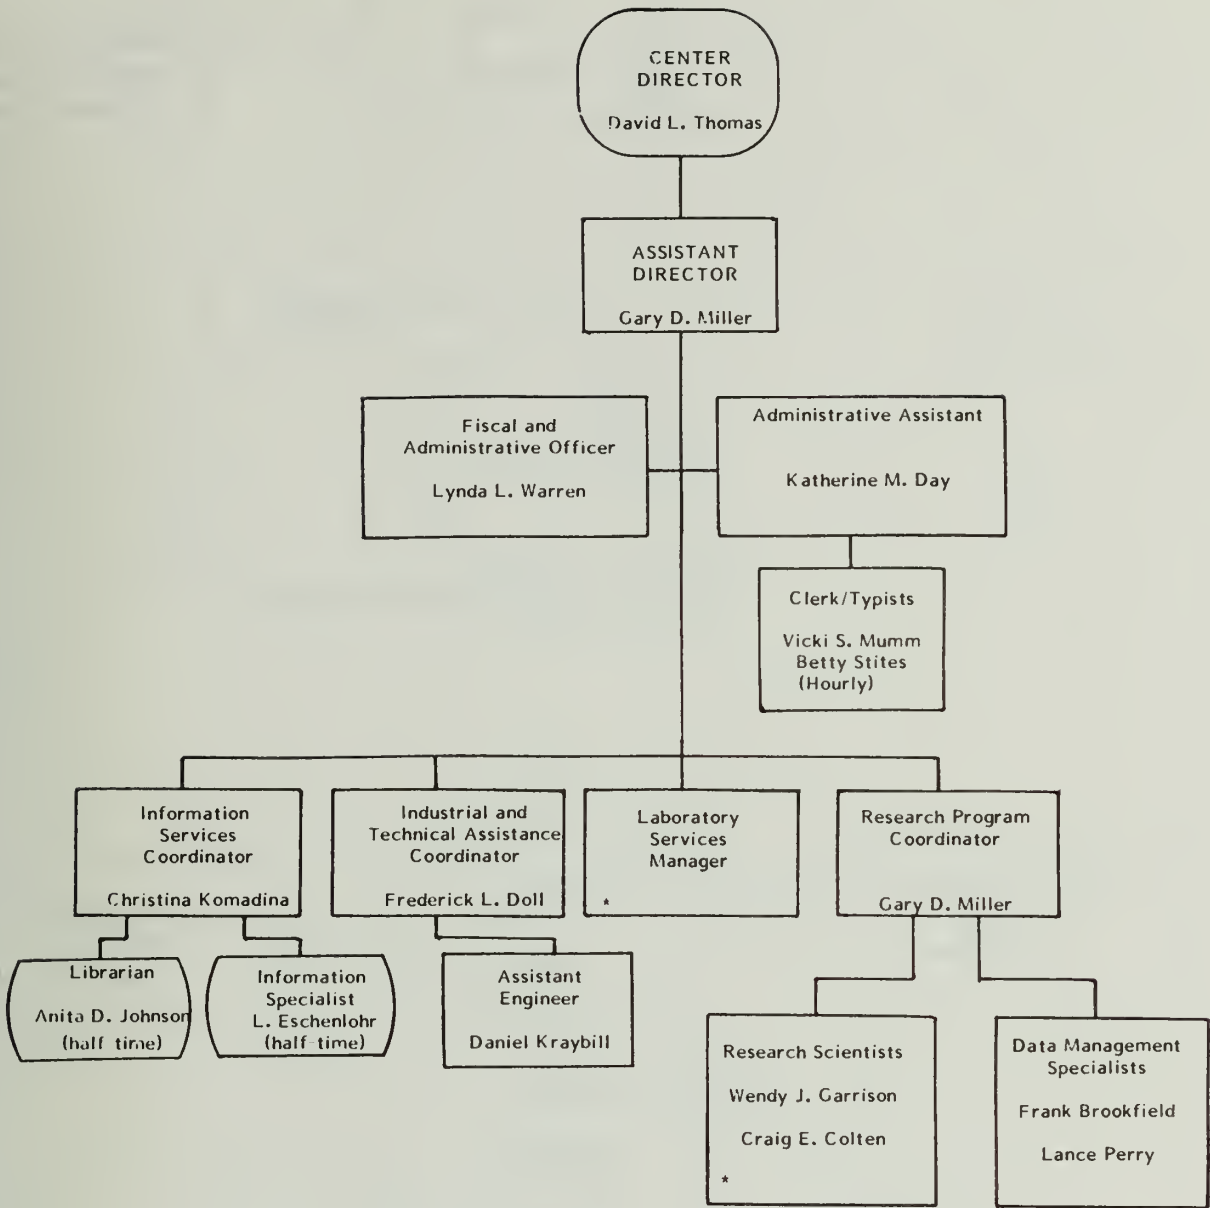 CENTER
DIRECTOR
David L. Thomas
ASSISTANT
DIRECTOR
Gary D. Miller
Fiscal and
Administrative Officer
Lynda L. Warren
Administrative Assistant
Katherine M. Day
Clerk/Typists
Vicki S. Mumm
Betty Stites
(Hourly)
Information
Services
Coordinator
Christina Komadina
Industrial and
Technical Assistance
Coordinator
Frederick L. Doll
Laboratory
Services
Manager
*
Research Program
Coordinator
Gary D. Miller
Librarian
Anita D. Johnson
(half time)
Information
Specialist
L. Eschenlohr
(half-time)
Assistant
Engineer
Daniel Kraybill
Research Scientists
Wendy J. Garrison
Craig E. Colten
*
Data Management
Specialists
Frank Brookfield
Lance Perry